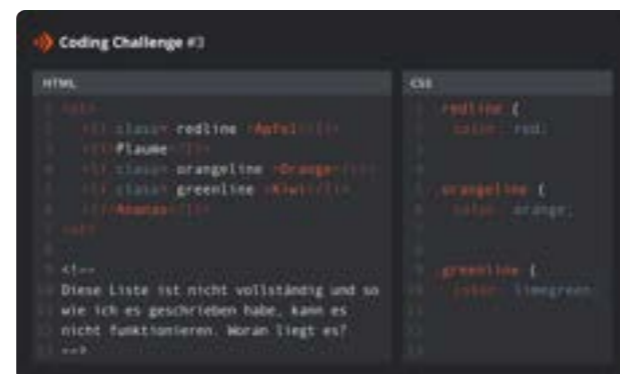 Coding Challenge #3
HTML
<ul>
<li class= redline >Apfel</li>
<li>Pflaume</li>
<li class= orangeline >Orange</li>
<li class= greenline >Kiwi</li>
<li>Ananas</li>
<!--
Diese Liste ist nicht vollständig und so
wie ich es geschrieben habe, kann es
nicht funktionieren. Woran liegt es?
-->
CSS
.redline {
color: red;
.orangeline {
color: orange;
.greenline {
color: limegreen